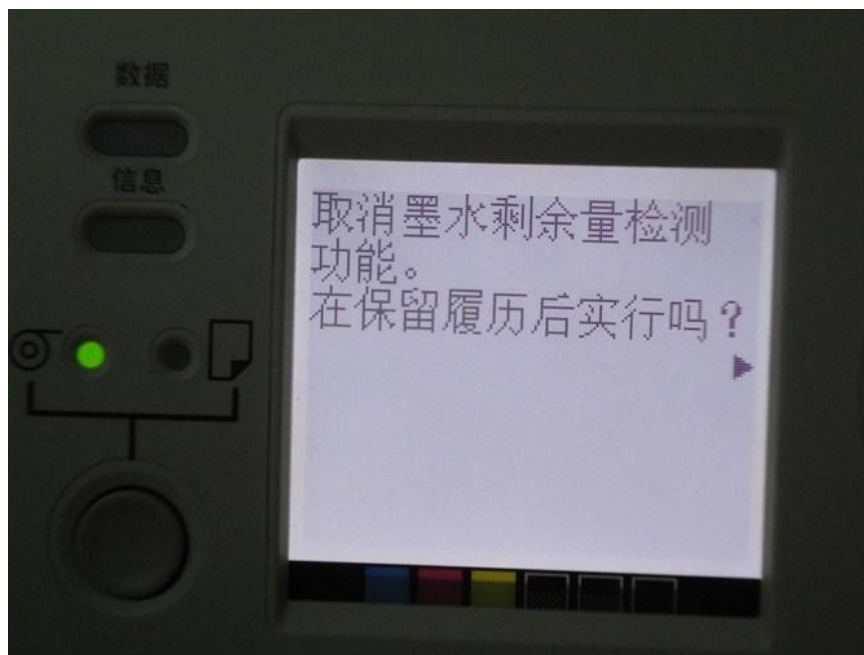 数据
信息
取消墨水剩余量检测
功能。
在保留履历后实行吗？